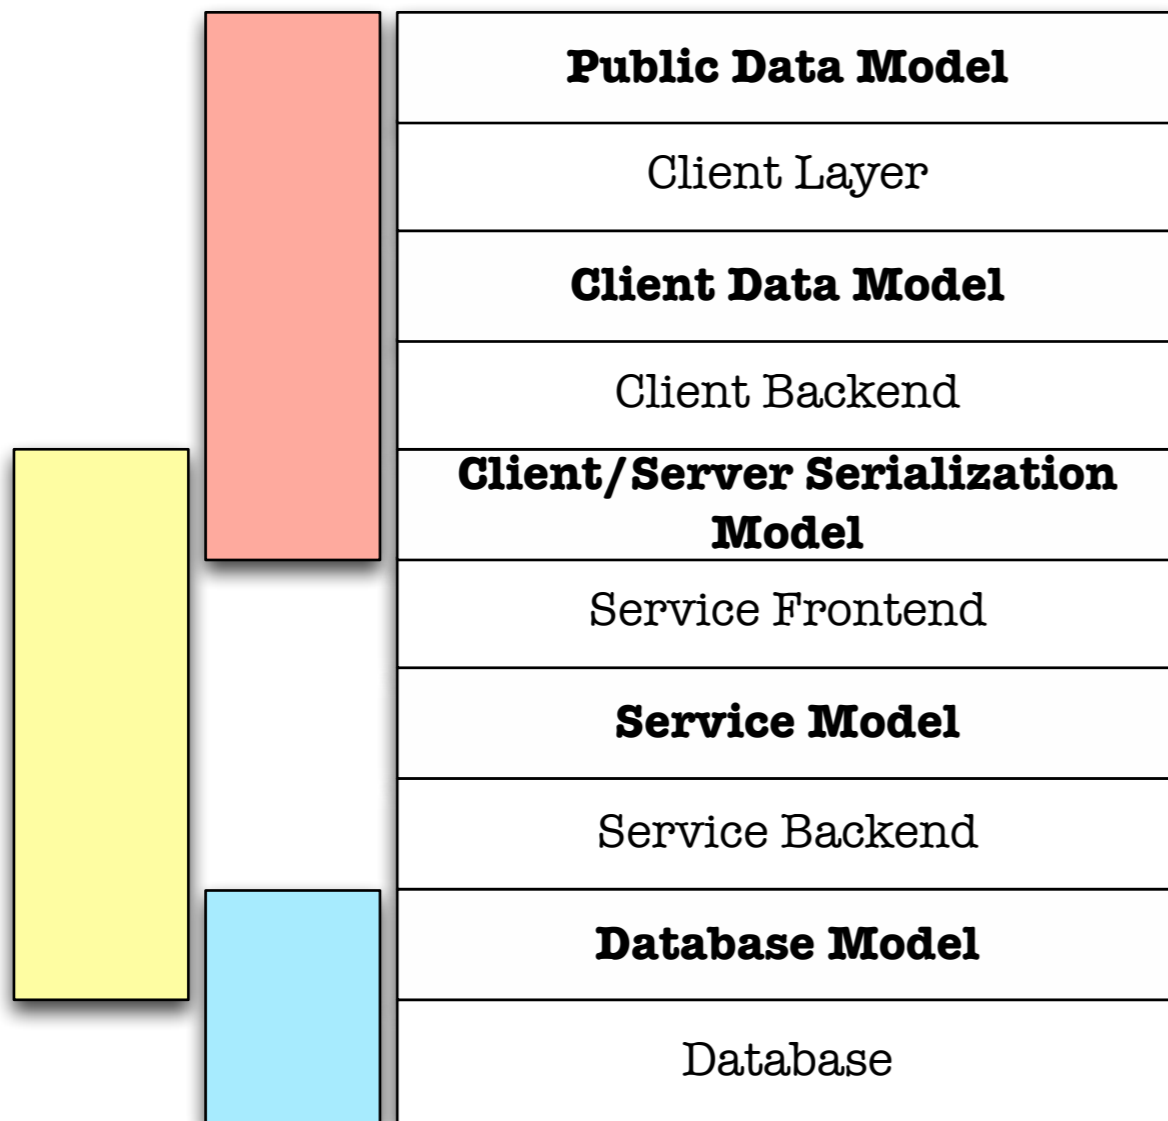 Public Data Model
Client Layer
Client Data Model
Client Backend
Client/Server Serialization
Model
Service Frontend
Service Model
Service Backend
Database Model
Database